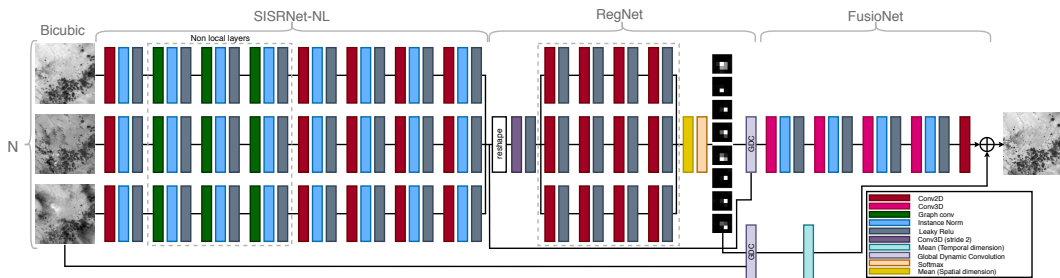 SISRNet-NL
RegNet
FusioNet
Bicubic
Non local layers
N
reshape
GDC
GDC
Conv2D
Conv3D
Graph conv
Instance Norm
Leaky Relu
Conv3D (stride 2)
Mean (Temporal dimension)
Global Dynamic Convolution
Softmax
Mean (Spatial dimension)